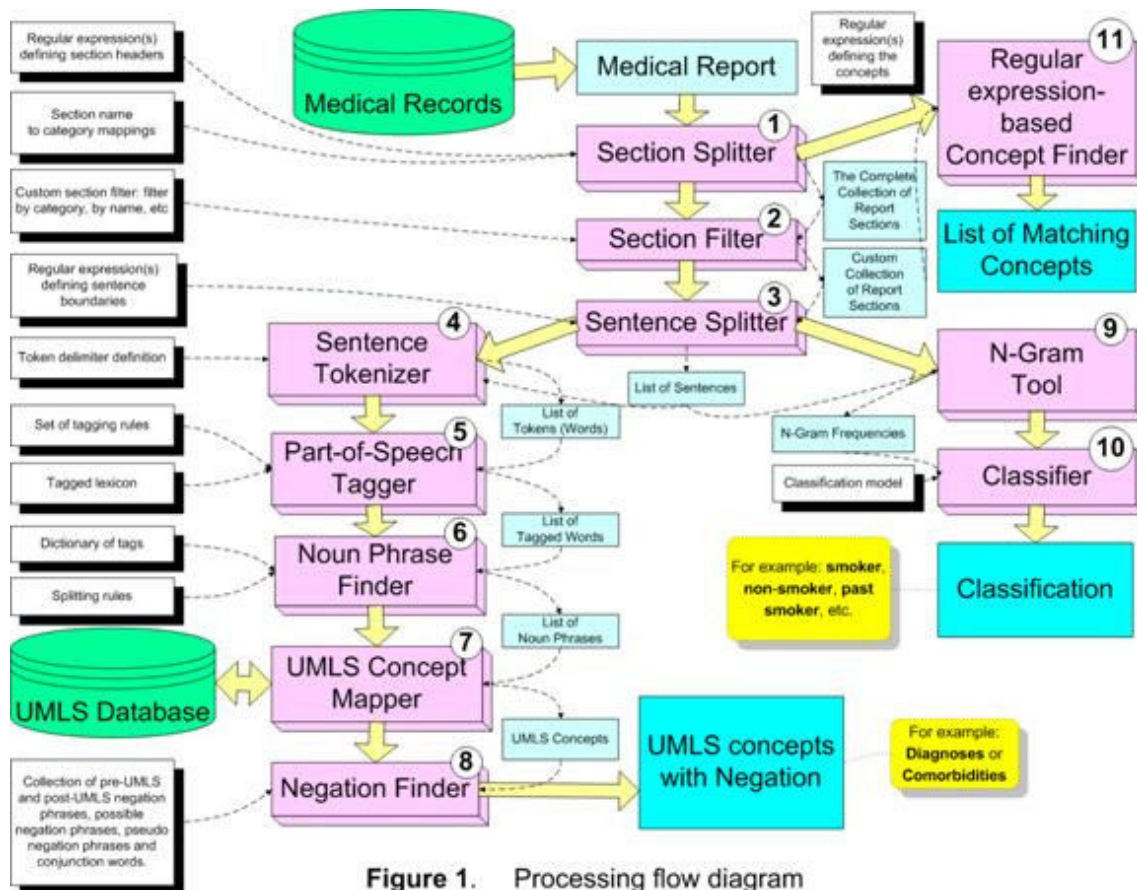 Regular expression(s)
defining section headers
Medical Records
Medical Report
Regular
expression(s)
defining the
concepts
11
Regular
expression-
based
Concept Finder
Section name
to category mappings
1
Section Splitter
The Complete
Collection of
Report
Sections
Custom section filter: filter
by category, by name, etc
2
Section Filter
List of Matching
Concepts
Custom
Collection
of Report
Sections
Regular expression(s)
defining sentence
boundaries
3
Sentence Splitter
4
Sentence
Tokenizer
9
N-Gram
Tool
Token delimiter definition
List of Sentences
List of
Tokens (Words)
N-Gram Frequencies
Set of tagging rules
5
Part-of-Speech
Tagger
10
Classifier
Tagged lexicon
Classification model
List of
Tagged Words
Dictionary of tags
6
Noun Phrase
Finder
For example: smoker,
non-smoker, past
smoker, etc.
Classification
Splitting rules
List of
Noun Phrases
UMLS Database
7
UMLS Concept
Mapper
UMLS Concepts
UMLS concepts
with Negation
For example:
Diagnoses or
Comorbidities
8
Negation Finder
Collection of pre-UMLS
and post-UMLS negation
phrases, possible
negation phrases, pseudo
negation phrases and
conjunction words.
Figure 1. Processing flow diagram